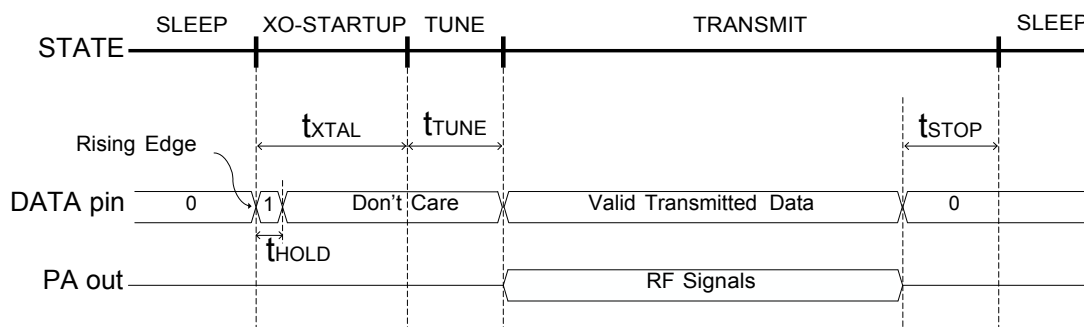 SLEEP XO-STARTUP TUNE TRANSMIT SLEEP
STATE
tXTAL tTUNE tSTOP
Rising Edge
DATA pin 0 1 Don't Care Valid Transmitted Data 0
tHOLD
PA out RF Signals